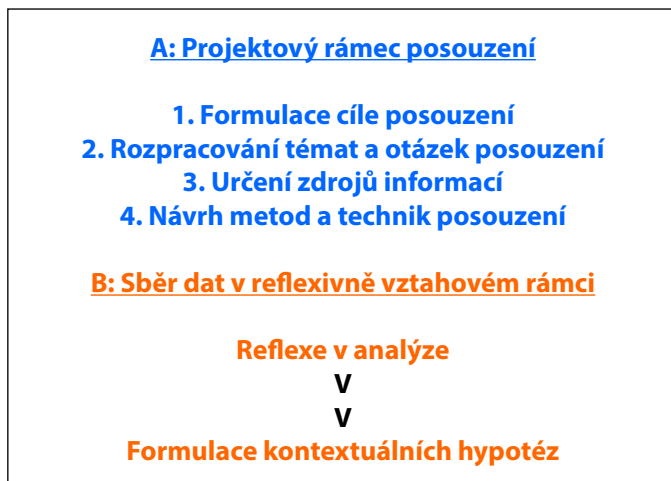 A: Projektový rámec posouzení
1. Formulace cíle posouzení
2. Rozpracování témat a otázek posouzení
3. Určení zdrojů informací
4. Návrh metod a technik posouzení
B: Sběr dat v reflexivně vztahovém rámci
Reflexe v analýze
V
V
Formulace kontextuálních hypotéz